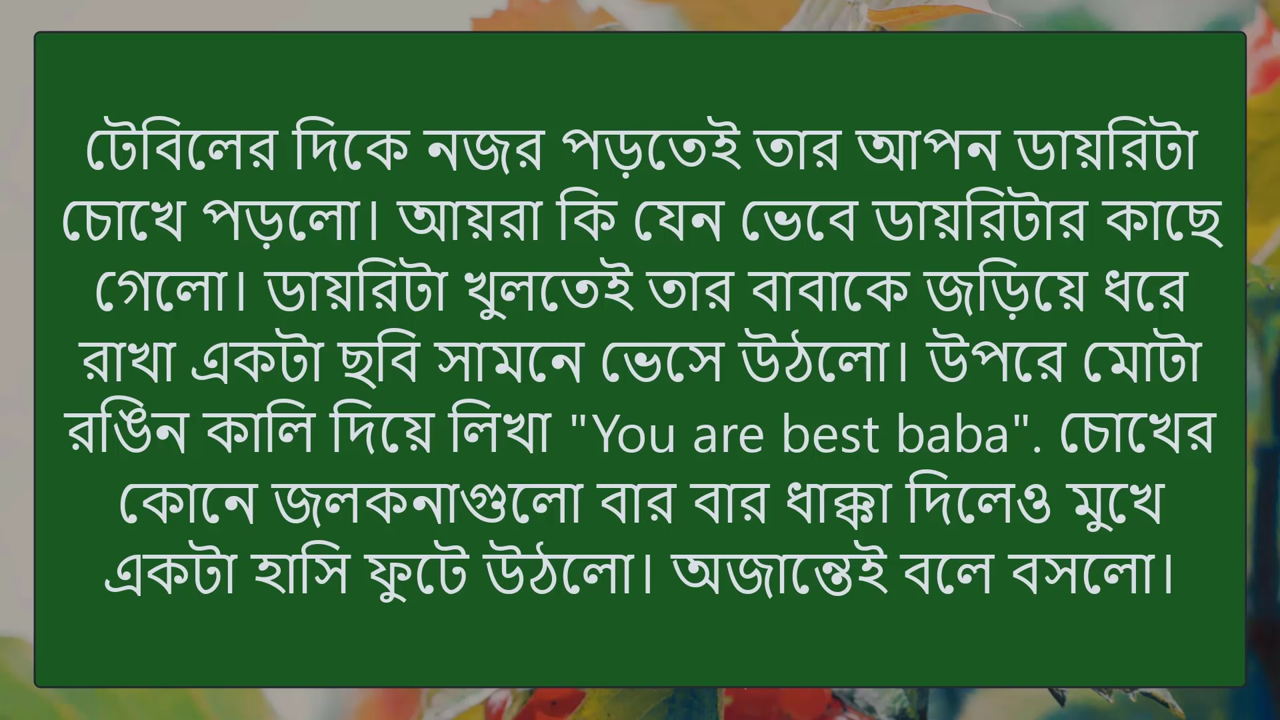 টেবিলের দিকে নজর পড়তেই তার আপন ডায়রিটা
চোখে পড়লো। আয়রা কি যেন ভেবে ডায়রিটার কাছে
গেলো। ডায়রিটা খুলতেই তার বাবাকে জড়িয়ে ধরে
রাখা একটা ছবি সামনে ভেসে উঠলো। উপরে মোটা
রঙিন কালি দিয়ে লিখা "You are best baba". চোখের
কোনে জলকনাগুলো বার বার ধাক্কা দিলেও মুখে
একটা হাসি ফুটে উঠলো। অজান্তেই বলে বসলো।